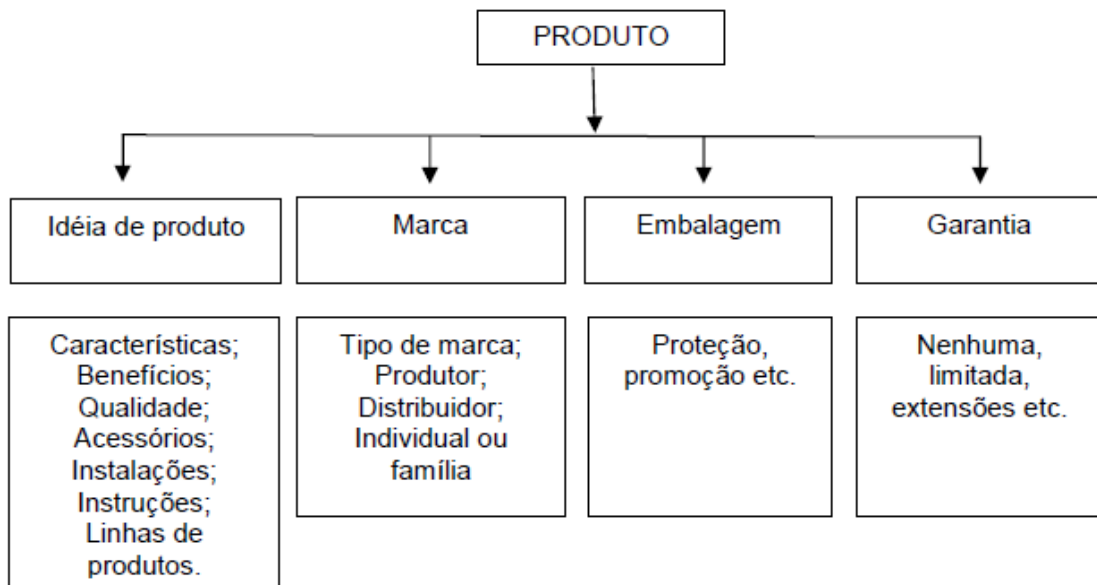 PRODUTO
Idéia de produto
Marca
Embalagem
Garantia
Características;
Benefícios;
Qualidade;
Acessórios;
Instalações;
Instruções;
Linhas de
produtos.
Tipo de marca;
Produtor;
Distribuidor;
Individual ou
família
Proteção,
promoção etc.
Nenhuma,
limitada,
extensões etc.